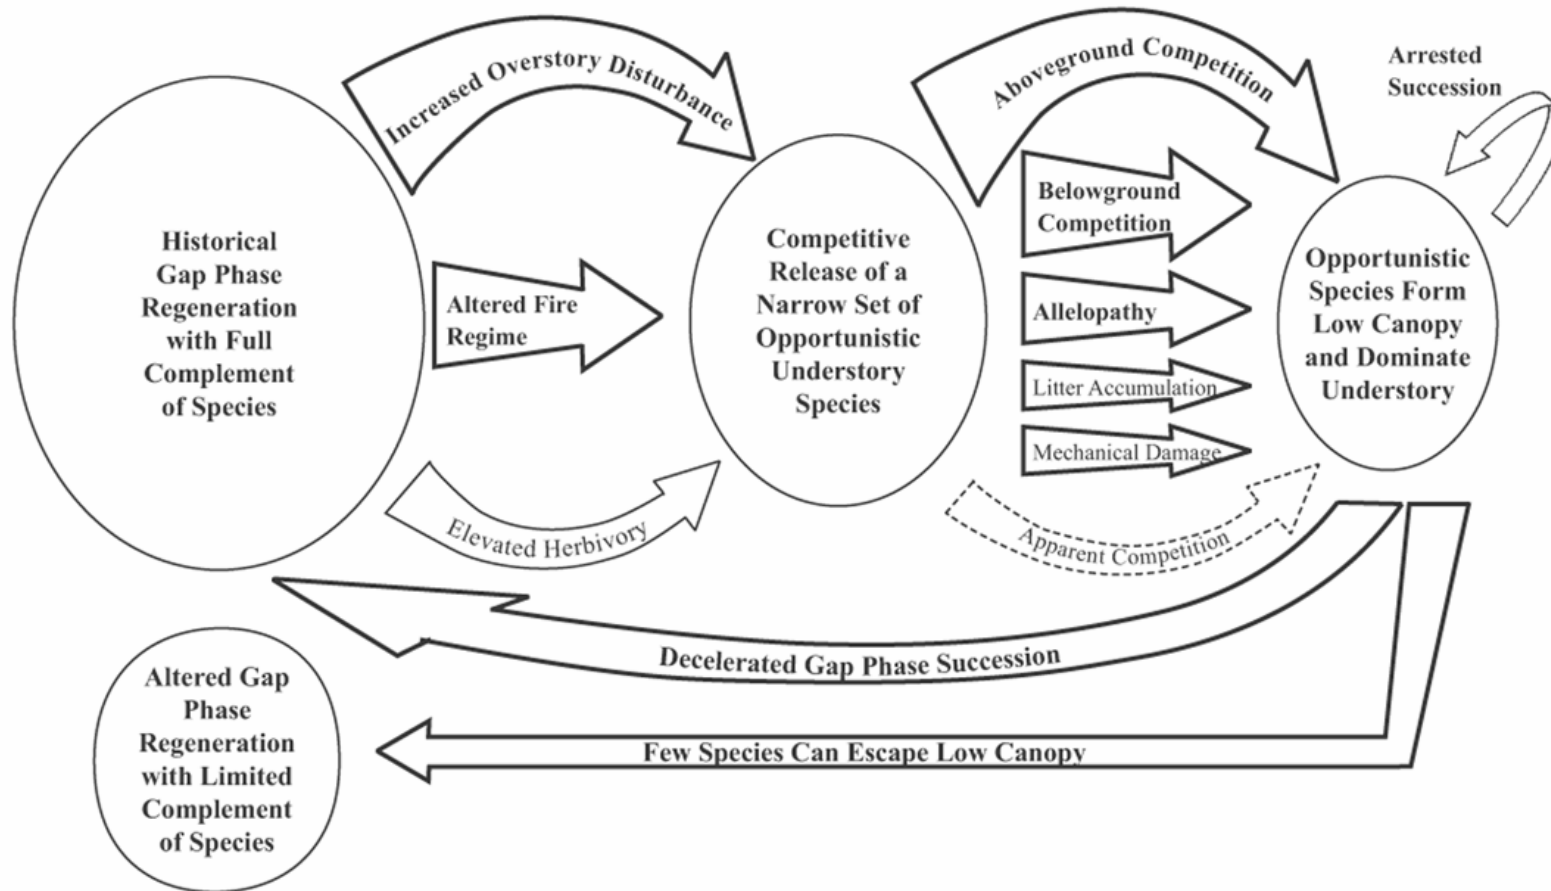 Historical
Gap Phase
Regeneration
with Full
Complement
of Species
Increased Overstory Disturbance
Altered Fire
Regime
Elevated Herbivory
Competitive
Release of a
Narrow Set of
Opportunistic
Understory
Species
Aboveground Competition
Belowground
Competition
Allelopathy
Litter Accumulation
Mechanical Damage
Apparent Competition
Arrested
Succession
Opportunistic
Species Form
Low Canopy
and Dominate
Understory
Decelerated Gap Phase Succession
Few Species Can Escape Low Canopy
Altered Gap
Phase
Regeneration
with Limited
Complement
of Species